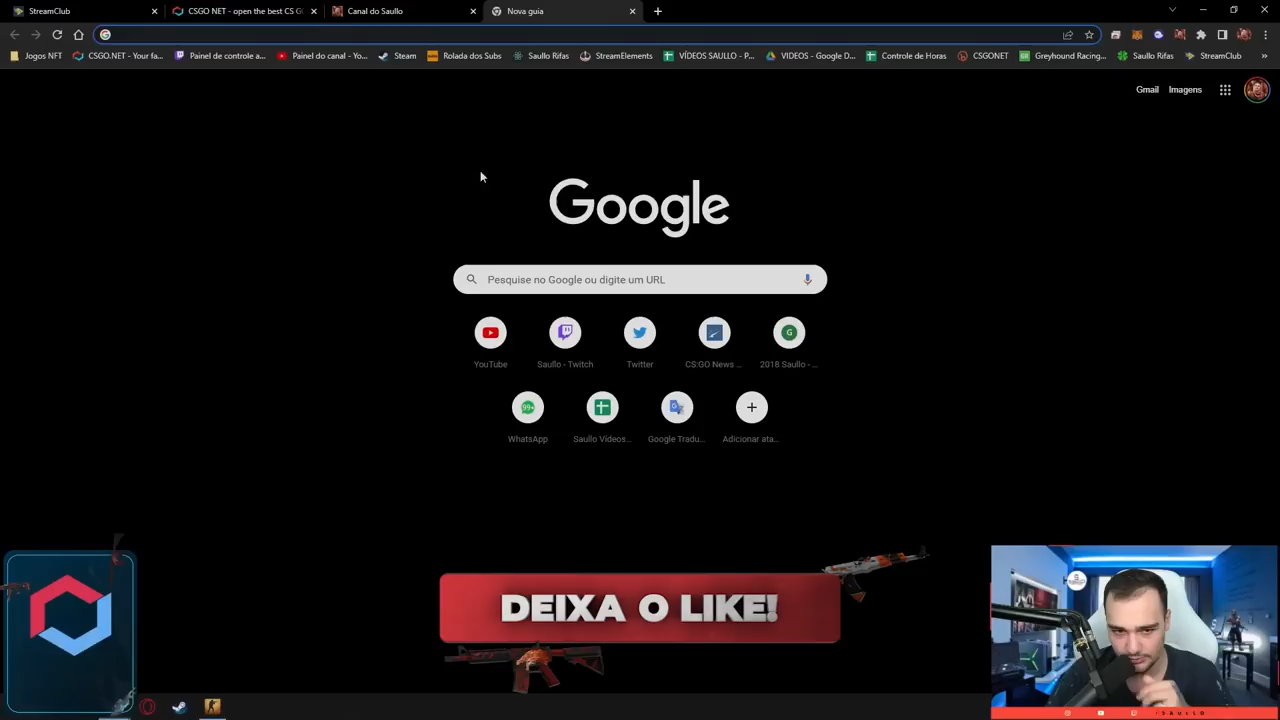 StreamClub
CSGO NET - open the best CS G
Canal do Saullo
Nova guia
Jogos NFT
CSGO.NET - Your fa...
Painel de controle a...
Painel do canal - Yo...
Steam
Rolada dos Subs
Saullo Rifas
StreamElements
VÍDEOS SAULLO - P...
VIDEOS - Google D...
Controle de Horas
CSGONET
Greyhound Racing...
Saullo Rifas
StreamClub
Gmail
Imagens
Google
Pesquise no Google ou digite um URL
YouTube
Saullo - Twitch
Twitter
CS:GO News ...
2018 Saullo - ...
WhatsApp
Saullo Vídeos...
Google Tradu...
Adicionar ata...
DEIXA O LIKE!